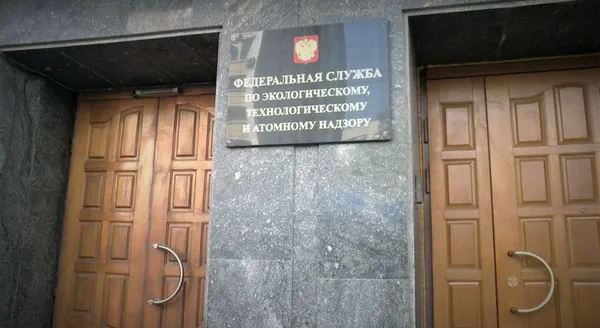 ФЕДЕРАЛЬНАЯ СЛУЖБА
ПО ЭКОЛОГИЧЕСКОМУ,
ТЕХНОЛОГИЧЕСКОМУ
И АТОМНОМУ НАДЗОРУ